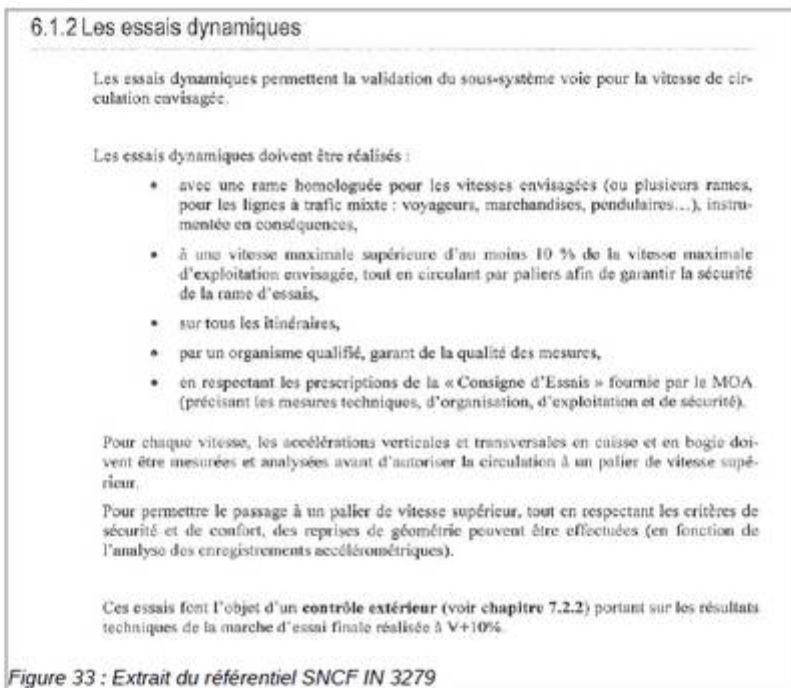 6.1.2 Les essais dynamiques
Les essais dynamiques permettent la validation du sous-système voie pour la vitesse de cir-
culation envisagée.
Les essais dynamiques doivent être réalisés :
• avec une rame homologuée pour les vitesses envisagées (ou plusieurs rames,
pour les lignes à trafic mixte : voyageurs, marchandises, pendulaires…), instru-
mentée en conséquences,
• à une vitesse maximale supérieure d'au moins 10 % de la vitesse maximale
d'exploitation envisagée, tout en circulant par paliers afin de garantir la sécurité
de la rame d'essais,
• sur tous les itinéraires,
• par un organisme qualifié, garant de la qualité des mesures,
• en respectant les prescriptions de la « Consigne d'Essais » fournie par le MOA
(précisant les mesures techniques, d'organisation, d'exploitation et de sécurité).
Pour chaque vitesse, les accélérations verticales et transversales en caisse et en bogie doi-
vent être mesurées et analysées avant d'autoriser la circulation à un palier de vitesse supé-
rieur.
Pour permettre le passage à un palier de vitesse supérieur, tout en respectant les critères de
sécurité et de confort, des reprises de géométrie peuvent être effectuées (en fonction de
l'analyse des enregistrements accélérométriques).
Ces essais font l'objet d'un contrôle extérieur (voir chapitre 7.2.2) portant sur les résultats
techniques de la marche d'essai finale réalisée à V+10%.
Figure 33 : Extrait du référentiel SNCF IN 3279